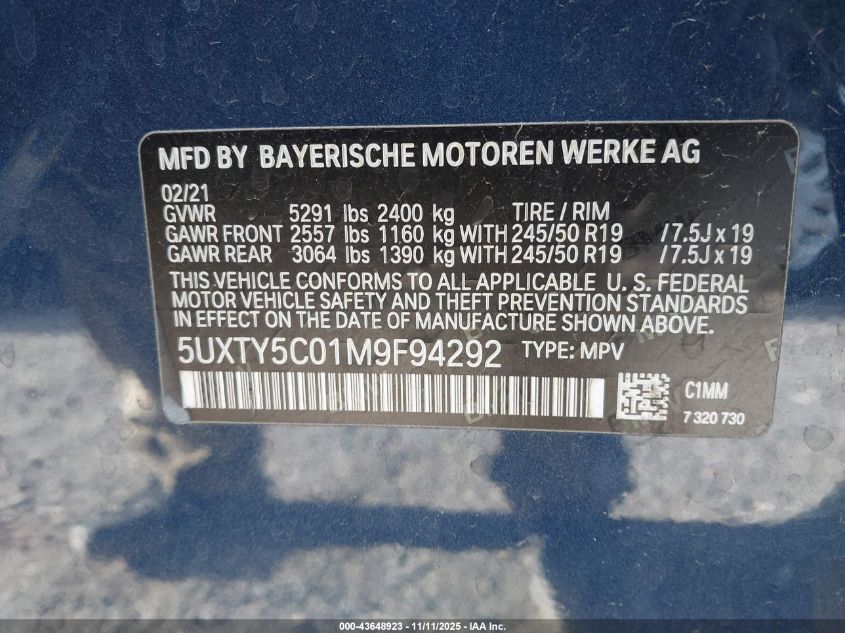 MFD BY BAYERISCHE MOTOREN WERKE AG
02/21
GVWR 5291 lbs 2400 kg TIRE / RIM
GAWR FRONT 2557 lbs 1160 kg WITH 245/50 R19 /7.5J x 19
GAWR REAR 3064 lbs 1390 kg WITH 245/50 R19 /7.5J x 19
THIS VEHICLE CONFORMS TO ALL APPLICABLE U. S. FEDERAL
MOTOR VEHICLE SAFETY AND THEFT PREVENTION STANDARDS
IN EFFECT ON THE DATE OF MANUFACTURE SHOWN ABOVE.
5UXTY5C01M9F94292 TYPE: MPV
C1MM
7 320 730
000-43648923 - 11/11/2025 - IAA Inc.